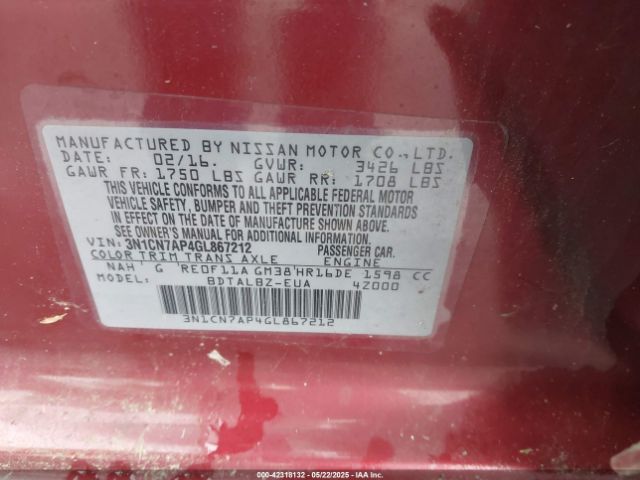 MANUFACTURED BY NISSAN MOTOR CO., LTD.
DATE: 02/16. GVWR: 3426 LBS
GAWR FR: 1750 LBS GAWR RR: 1708 LBS
THIS VEHICLE CONFORMS TO ALL APPLICABLE FEDERAL MOTOR
VEHICLE SAFETY, BUMPER AND THEFT PREVENTION STANDARDS
IN EFFECT ON THE DATE OF MANUFACTURE SHOWN ABOVE.
SEE OWNER'S MANUAL FOR ADDITIONAL INFORMATION.
VIN: 3N1CN7AP4GL867212 PASSENGER CAR.
COLOR TRIM TRANS AXLE ENGINE
NAH G RE0F11A GM38 HR16DE 1598 CC
MODEL: BDTALBZ-EUA 4Z000
3N1CN7AP4GL867212
000-42318132 - 05/22/2025 - IAA Inc.